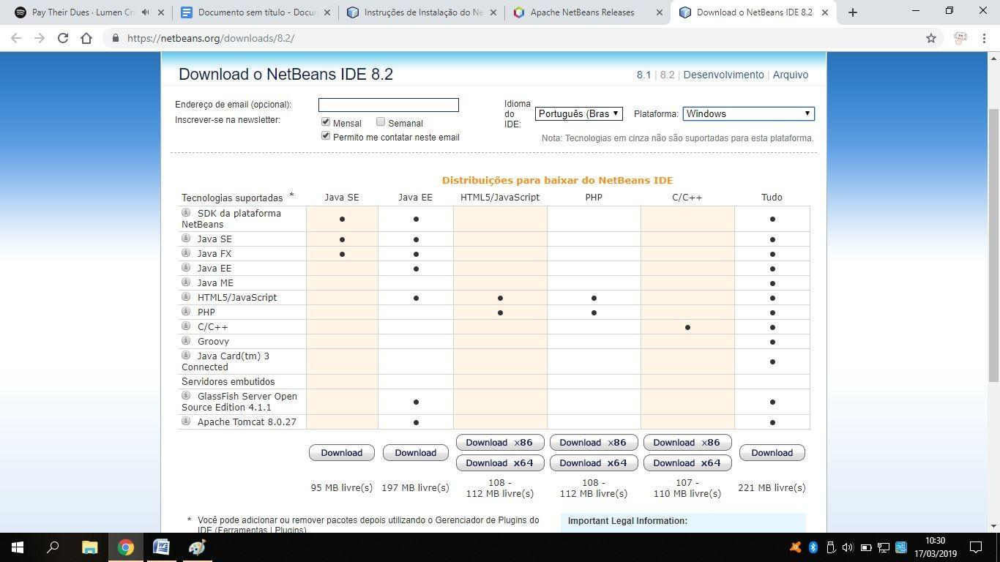 Pay Their Dues · Lumen Cra
Documento sem título - Docun
Instruções de Instalação do Ne
Apache NetBeans Releases
Download o NetBeans IDE 8.2
https://netbeans.org/downloads/8.2/
Download o NetBeans IDE 8.2
8.1 | 8.2 | Desenvolvimento | Arquivo
Endereço de email (opcional):
Inscrever-se na newsletter:
Mensal Semanal
Permito me contatar neste email
Idioma
do
IDE:
Português (Bras
Plataforma: Windows
Nota: Tecnologias em cinza não são suportadas para esta plataforma.
Distribuições para baixar do NetBeans IDE
Tecnologias suportadas * Java SE Java EE HTML5/JavaScript PHP C/C++ Tudo
SDK da plataforma
NetBeans
Java SE
Java FX
Java EE
Java ME
HTML5/JavaScript
PHP
C/C++
Groovy
Java Card(tm) 3
Connected
Servidores embutidos
GlassFish Server Open
Source Edition 4.1.1
Apache Tomcat 8.0.27
Download x86 Download x86 Download x86
Download Download Download
Download x64 Download x64 Download x64
108 - 108 - 107 -
95 MB livre(s) 197 MB livre(s) 112 MB livre(s) 112 MB livre(s) 110 MB livre(s) 221 MB livre(s)
* Você pode adicionar ou remover pacotes depois utilizando o Gerenciador de Plugins do
IDE (Ferramentas | Plugins)
Important Legal Information:
10:30
17/03/2019